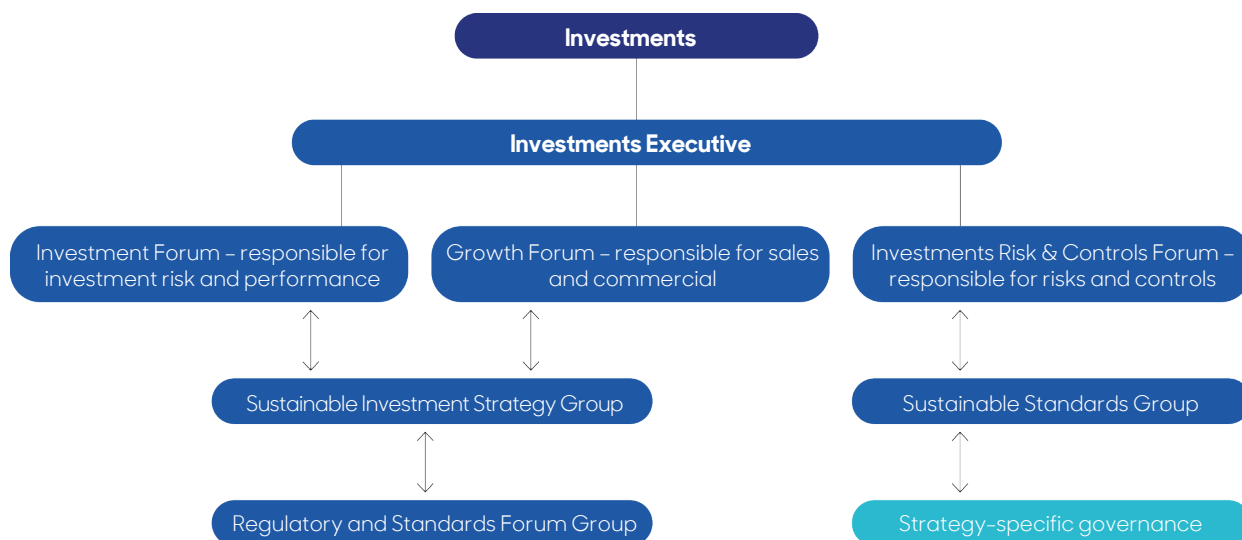 Investments
Investments Executive
Investment Forum – responsible for
investment risk and performance
Growth Forum – responsible for sales
and commercial
Investments Risk & Controls Forum –
responsible for risks and controls
Sustainable Investment Strategy Group
Sustainable Standards Group
Regulatory and Standards Forum Group
Strategy-specific governance